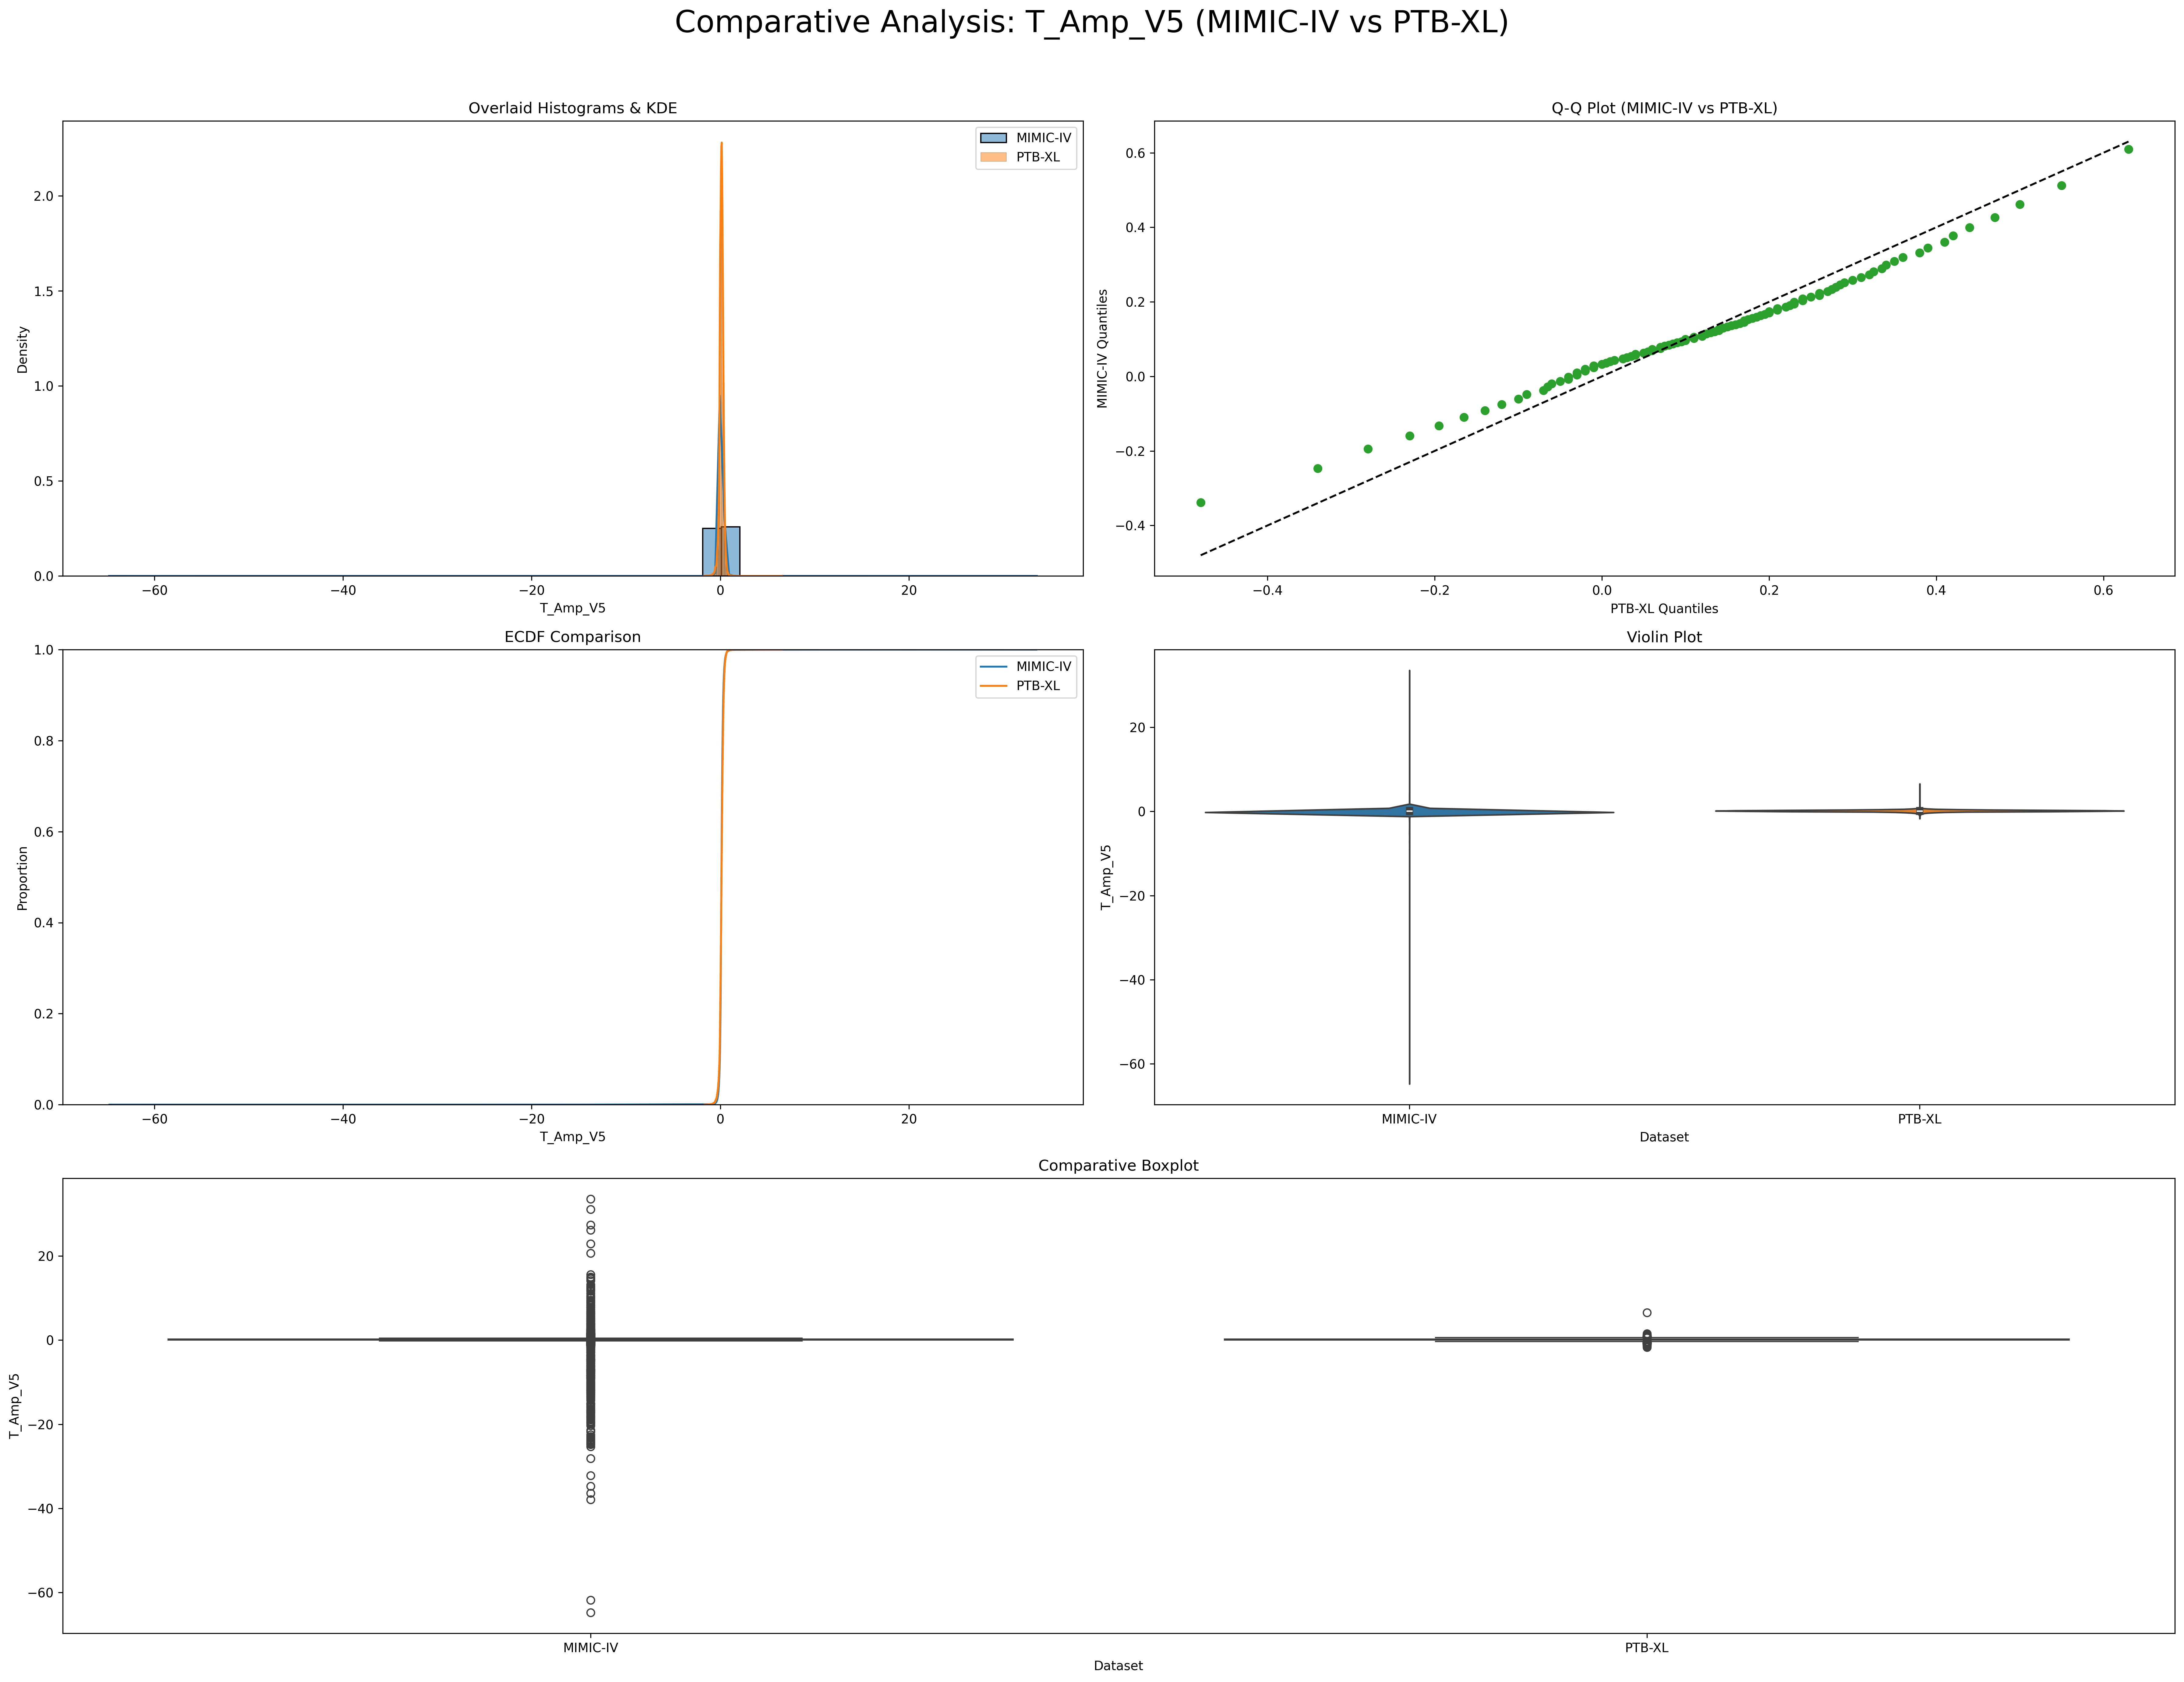 Comparative Analysis: T_Amp_V5 (MIMIC-IV vs PTB-XL)
Overlaid Histograms & KDE
MIMIC-IV
PTB-XL
2.0
1.5
1.0
0.5
0.0
Density
−60 −40 −20 0 20
T_Amp_V5
Q-Q Plot (MIMIC-IV vs PTB-XL)
0.6
0.4
0.2
0.0
−0.2
−0.4
MIMIC-IV Quantiles
−0.4 −0.2 0.0 0.2 0.4 0.6
PTB-XL Quantiles
ECDF Comparison
MIMIC-IV
PTB-XL
1.0
0.8
0.6
0.4
0.2
0.0
Proportion
−60 −40 −20 0 20
T_Amp_V5
Violin Plot
20
0
−20
−40
−60
T_Amp_V5
MIMIC-IV PTB-XL
Dataset
Comparative Boxplot
20
0
−20
−40
−60
T_Amp_V5
MIMIC-IV PTB-XL
Dataset